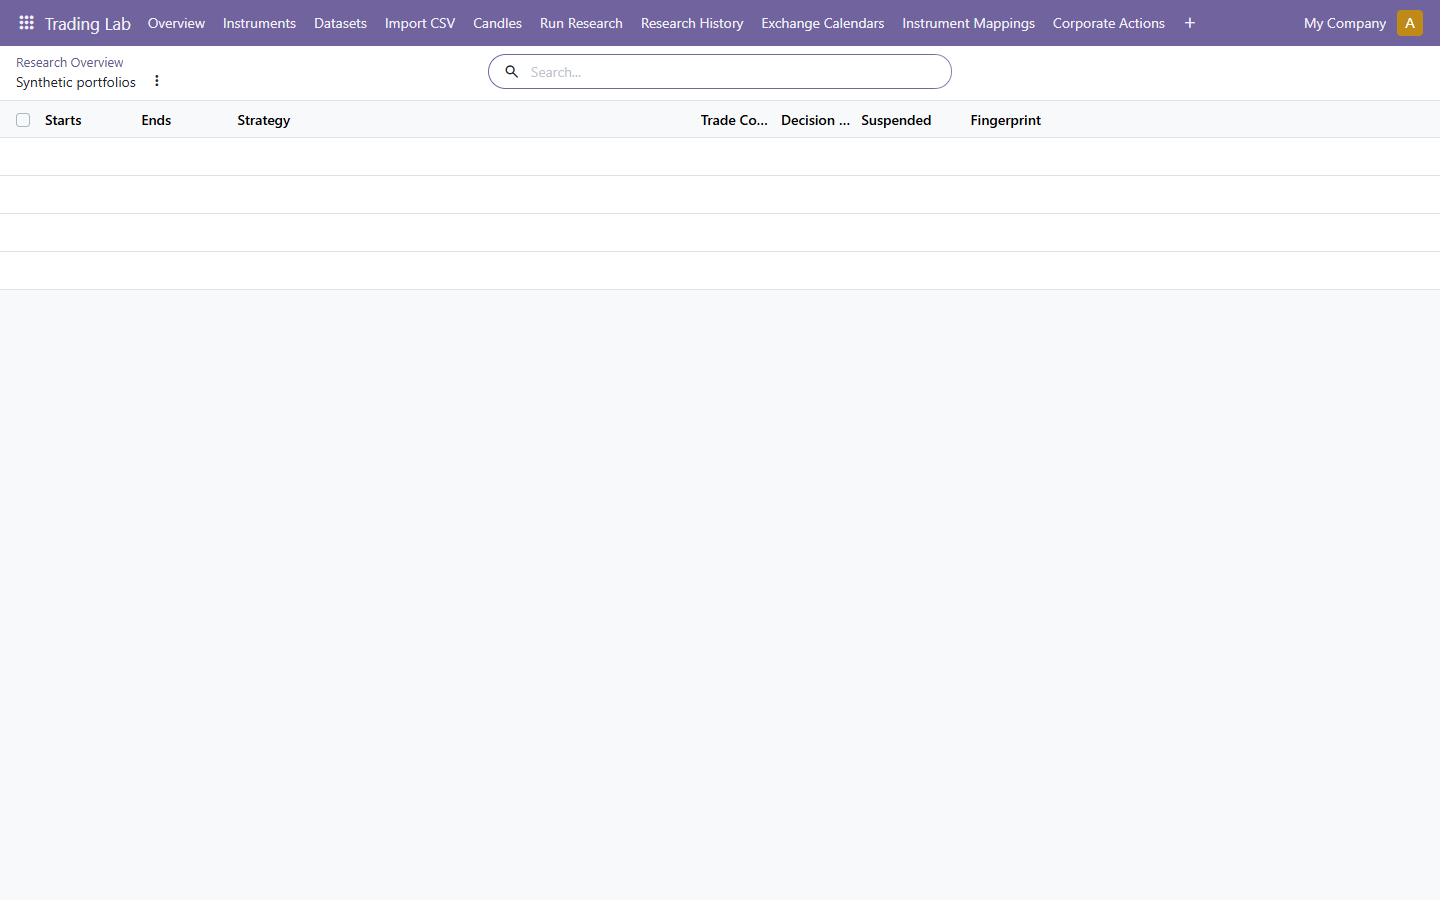 Trading Lab Overview Instruments Datasets Import CSV Candles Run Research Research History Exchange Calendars Instrument Mappings Corporate Actions + My Company A
Research Overview
Synthetic portfolios
Search...
Starts Ends Strategy Trade Co... Decision ... Suspended Fingerprint